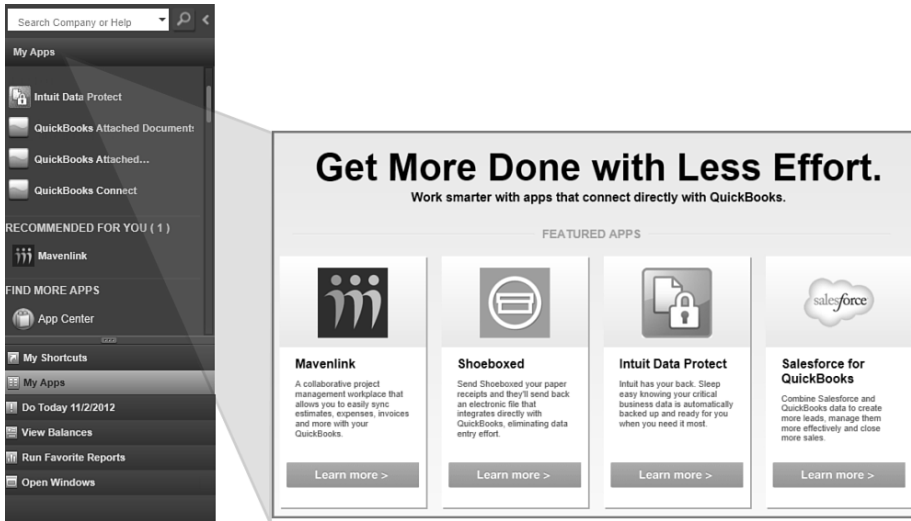 Search Company or Help
My Apps
Intuit Data Protect
QuickBooks Attached Documents
QuickBooks Attached...
QuickBooks Connect
RECOMMENDED FOR YOU ( 1 )
Mavenlink
FIND MORE APPS
App Center
My Shortcuts
My Apps
Do Today 11/2/2012
View Balances
Run Favorite Reports
Open Windows
Get More Done with Less Effort.
Work smarter with apps that connect directly with QuickBooks.
FEATURED APPS
Mavenlink
A collaborative project
management workplace that
allows you to easily sync
estimates, expenses, invoices
and more with your
QuickBooks.
Learn more >
Shoeboxed
Send Shoeboxed your paper
receipts and they'll send back
an electronic file that
integrates directly with
QuickBooks, eliminating data
entry effort.
Learn more >
Intuit Data Protect
Intuit has your back. Sleep
easy knowing your critical
business data is automatically
backed up and ready for you
when you need it most.
Learn more >
salesforce
Salesforce for
QuickBooks
Combine Salesforce and
QuickBooks data to create
more leads, manage them
more effectively and close
more sales.
Learn more >